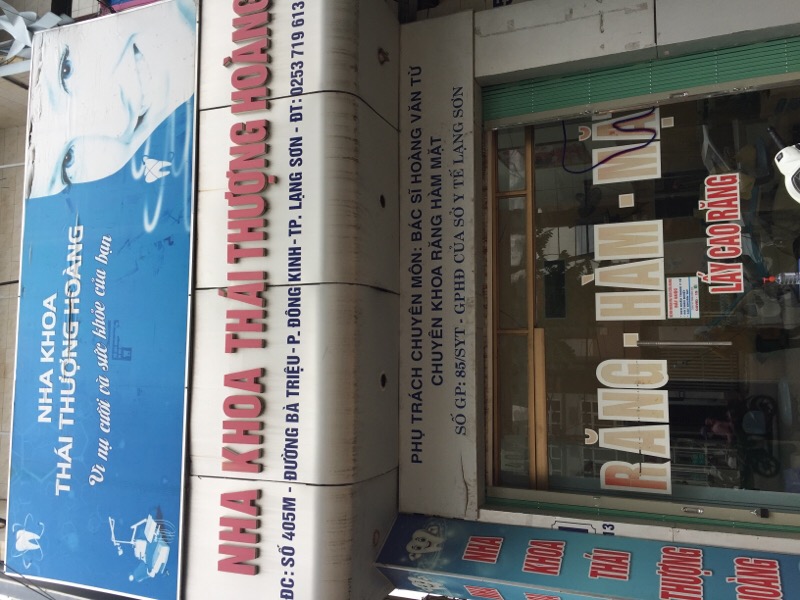 NHA KHOA
THÁI THƯỢNG HOÀNG
Vì nụ cười và sức khỏe của bạn
NHA KHOA THÁI THƯỢNG HOÀNG
ĐC: SỐ 405M - ĐƯỜNG BÀ TRIỆU - P. ĐÔNG KINH - TP. LẠNG SƠN - ĐT: 0253 719 613
PHỤ TRÁCH CHUYÊN MÔN: BÁC SĨ HOÀNG VĂN TỪ
CHUYÊN KHOA RĂNG HÀM MẶT
SỐ GP: 85/SYT - GPHĐ CỦA SỞ Y TẾ LẠNG SƠN
NHA
KHOA
THÁI
THƯỢNG
HOÀNG
13
RĂNG - HÀM - MẶ
LẤY CAO RĂNG